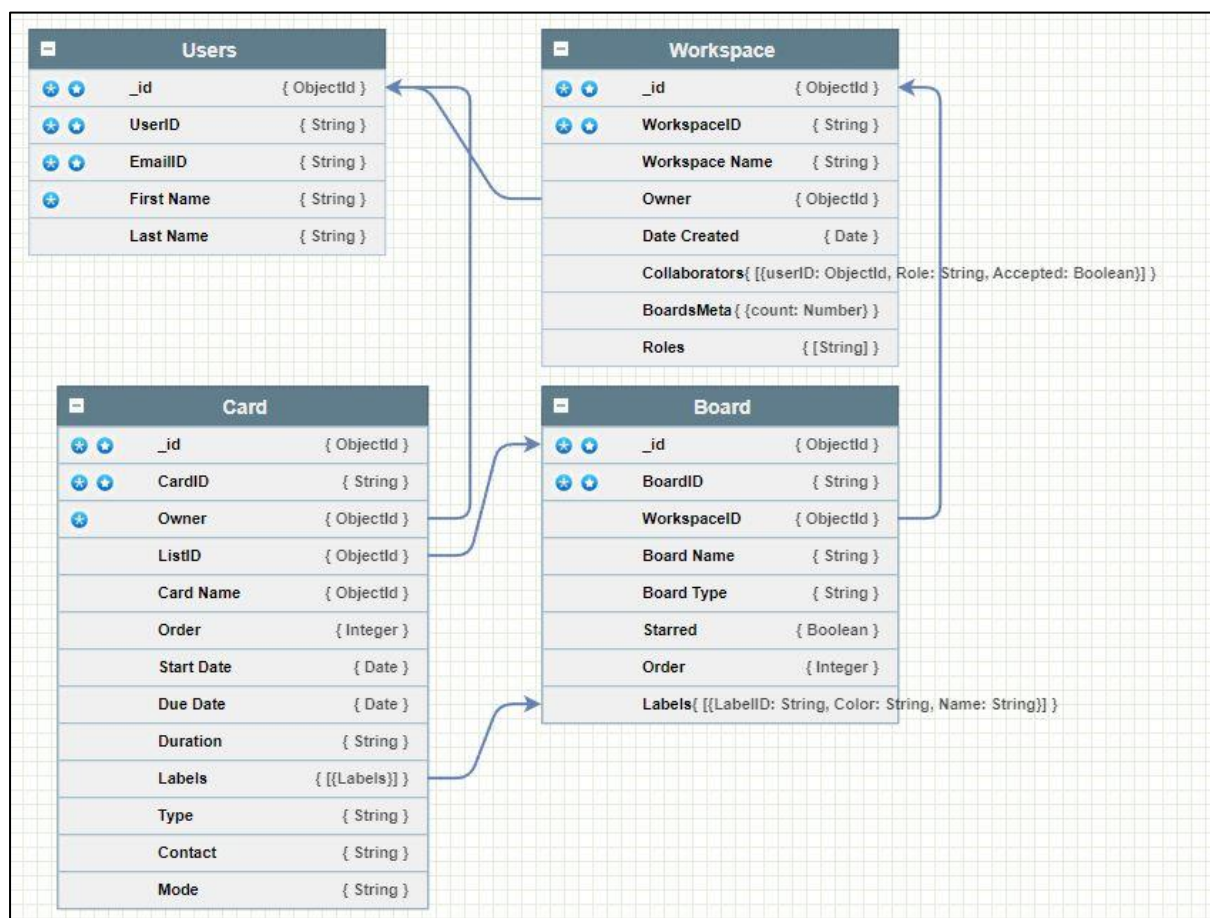 Users
_id { ObjectId }
UserID { String }
EmailID { String }
First Name { String }
Last Name { String }
Workspace
_id { ObjectId }
WorkspaceID { String }
Workspace Name { String }
Owner { ObjectId }
Date Created { Date }
Collaborators{ [{userID: ObjectId, Role: String, Accepted: Boolean}] }
BoardsMeta { {count: Number} }
Roles { [String] }
Card
_id { ObjectId }
CardID { String }
Owner { ObjectId }
ListID { ObjectId }
Card Name { ObjectId }
Order { Integer }
Start Date { Date }
Due Date { Date }
Duration { String }
Labels { [{Labels}] }
Type { String }
Contact { String }
Mode { String }
Board
_id { ObjectId }
BoardID { String }
WorkspaceID { ObjectId }
Board Name { String }
Board Type { String }
Starred { Boolean }
Order { Integer }
Labels{ [{LabelID: String, Color: String, Name: String}] }